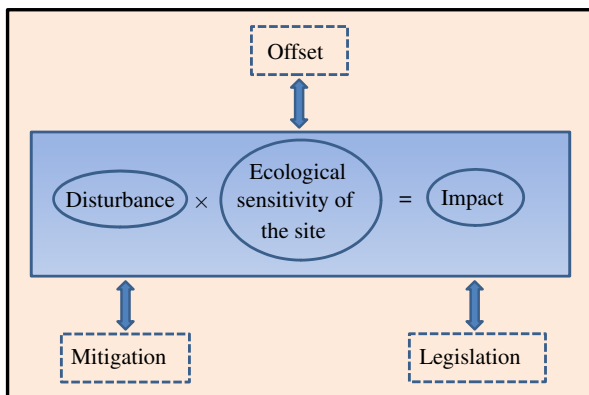 Offset
Disturbance × Ecological sensitivity of the site = Impact
Mitigation
Legislation